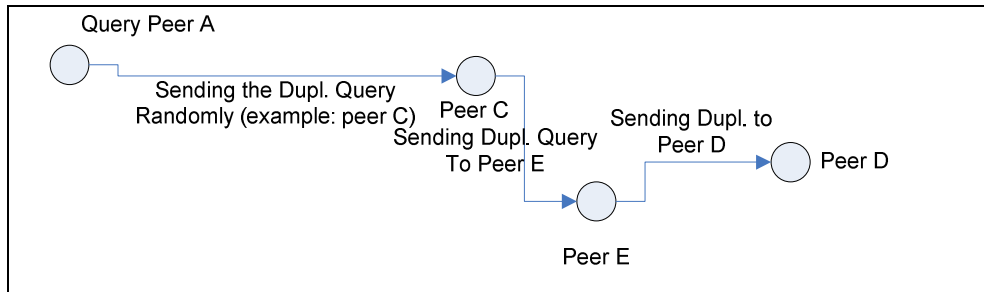 Query Peer A
Sending the Dupl. Query
Randomly (example: peer C)
Peer C
Sending Dupl. Query
To Peer E
Sending Dupl. to
Peer D
Peer D
Peer E